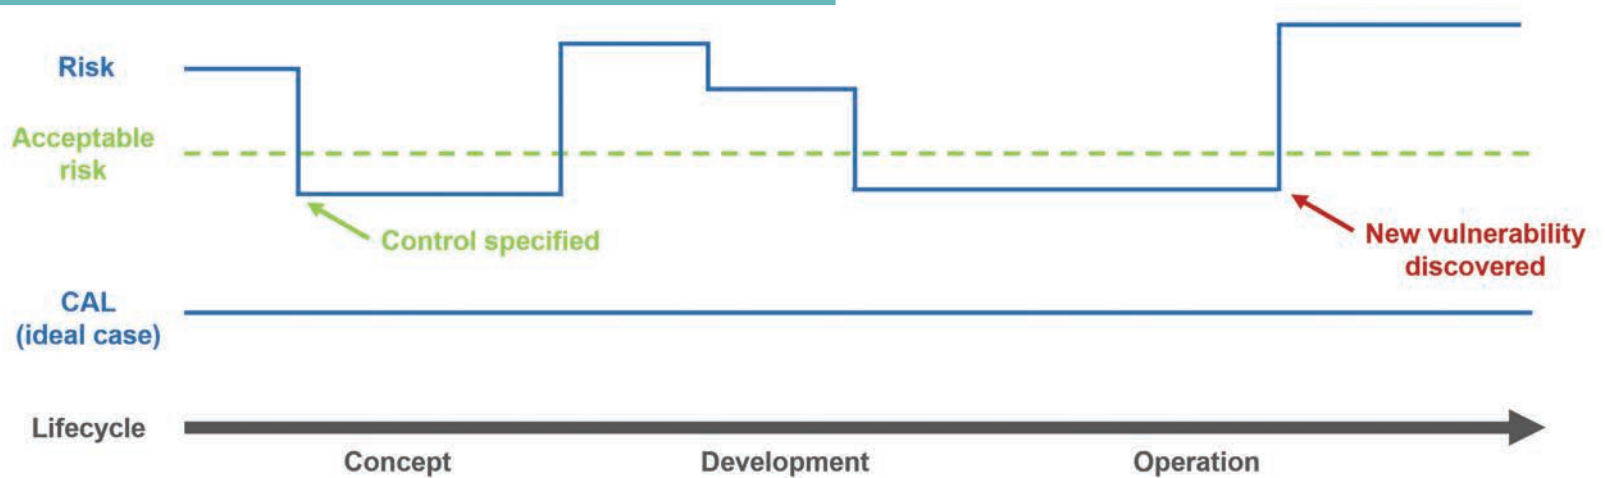 Risk
Acceptable
risk
Control specified
New vulnerability
discovered
CAL
(ideal case)
Lifecycle
Concept
Development
Operation